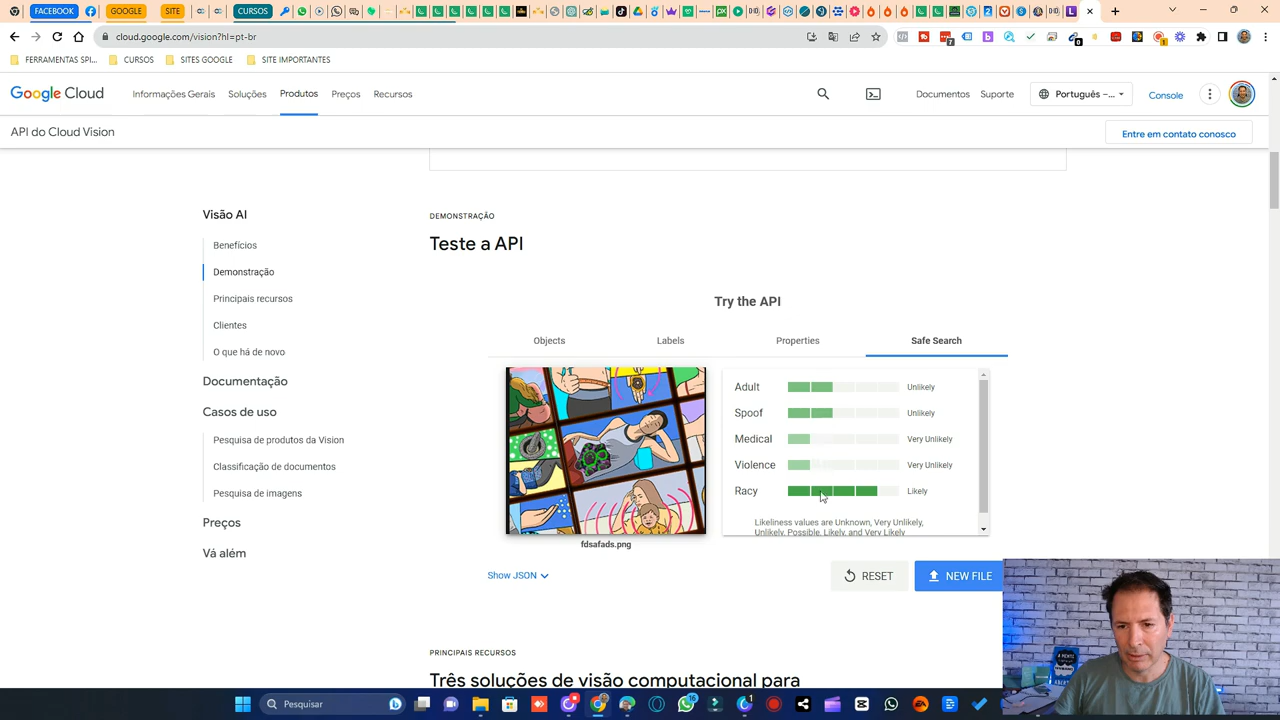 FACEBOOK
GOOGLE
SITE
CURSOS
cloud.google.com/vision?hl=pt-br
FERRAMENTAS SPI...
CURSOS
SITES GOOGLE
SITE IMPORTANTES
Google Cloud
Informações Gerais
Soluções
Produtos
Preços
Recursos
Documentos
Suporte
Português –...
Console
API do Cloud Vision
Entre em contato conosco
Visão AI
Benefícios
Demonstração
Principais recursos
Clientes
O que há de novo
Documentação
Casos de uso
Pesquisa de produtos da Vision
Classificação de documentos
Pesquisa de imagens
Preços
Vá além
DEMONSTRAÇÃO
Teste a API
Try the API
Objects
Labels
Properties
Safe Search
Adult
Unlikely
Spoof
Unlikely
Medical
Very Unlikely
Violence
Very Unlikely
Racy
Likely
Likeliness values are Unknown, Very Unlikely,
Unlikely, Possible, Likely, and Very Likely
fdsafads.png
Show JSON
RESET
NEW FILE
PRINCIPAIS RECURSOS
Três soluções de visão computacional para
Pesquisar
16
1